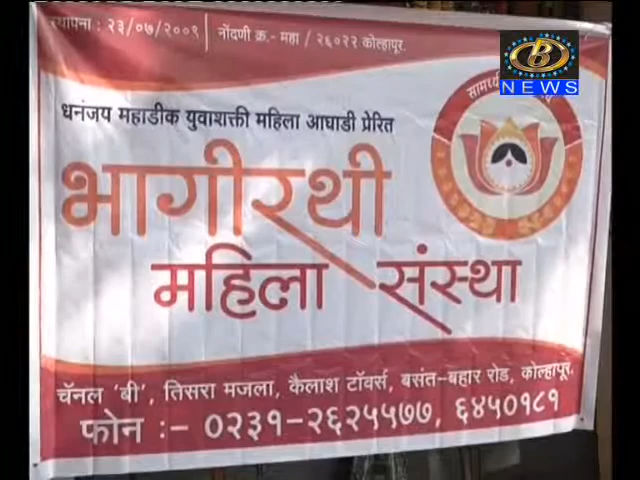 स्थापना : २३/०७/२००९ नोंदणी क्र.- महा / २६०२२ कोल्हापूर.
B
NEWS
सामर्थ्य
धनंजय महाडीक युवाशक्ती महिला आघाडी प्रेरित
भागीरथी
महिला संस्था
चॅनल 'बी', तिसरा मजला, कैलाश टॉवर्स, बसंत-बहार रोड, कोल्हापूर.
फोन :- ०२३१-२६२५५७७, ६४५०१८१